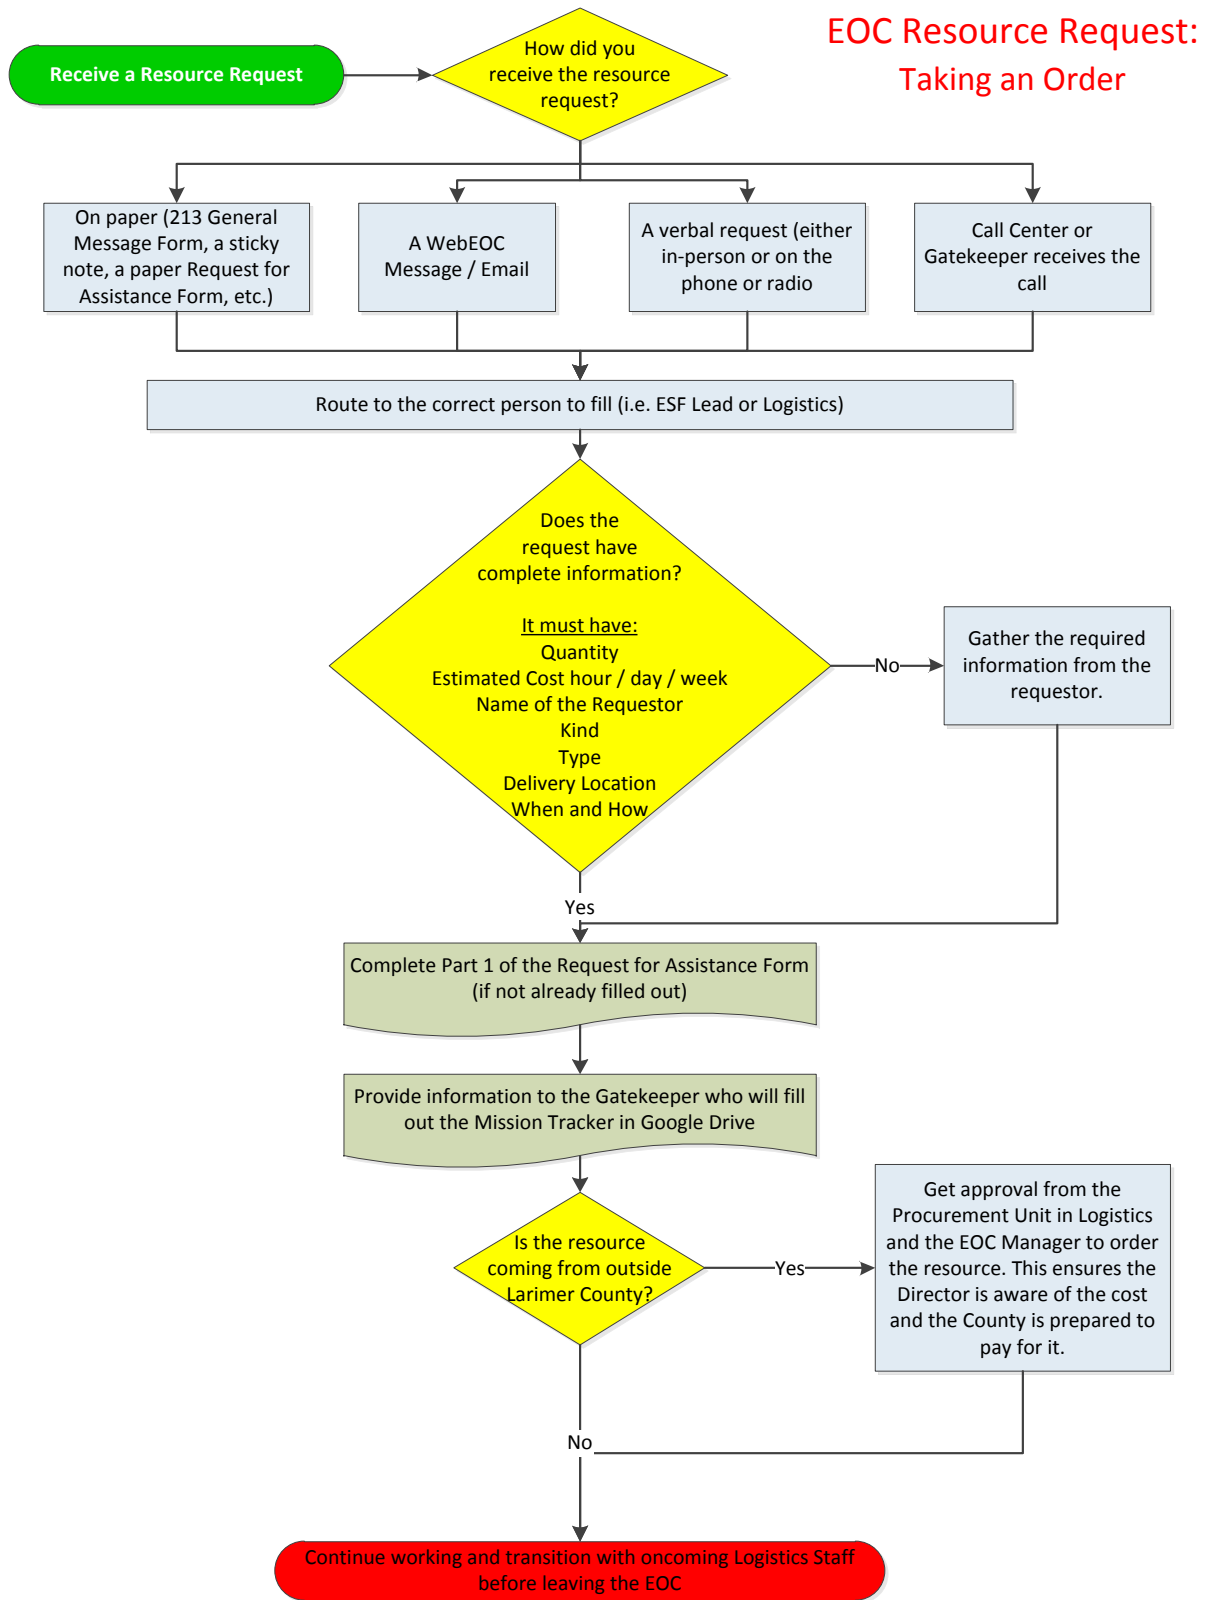 EOC Resource Request:
Taking an Order
Receive a Resource Request
How did you
receive the resource
request?
On paper (213 General
Message Form, a sticky
note, a paper Request for
Assistance Form, etc.)
A WebEOC
Message / Email
A verbal request (either
in-person or on the
phone or radio
Call Center or
Gatekeeper receives the
call
Route to the correct person to fill (i.e. ESF Lead or Logistics)
Does the
request have
complete information?
It must have:
Quantity
Estimated Cost hour / day / week
Name of the Requestor
Kind
Type
Delivery Location
When and How
No
Gather the required
information from the
requestor.
Yes
Complete Part 1 of the Request for Assistance Form
(if not already filled out)
Provide information to the Gatekeeper who will fill
out the Mission Tracker in Google Drive
Is the resource
coming from outside
Larimer County?
Yes
Get approval from the
Procurement Unit in Logistics
and the EOC Manager to order
the resource. This ensures the
Director is aware of the cost
and the County is prepared to
pay for it.
No
Continue working and transition with oncoming Logistics Staff
before leaving the EOC